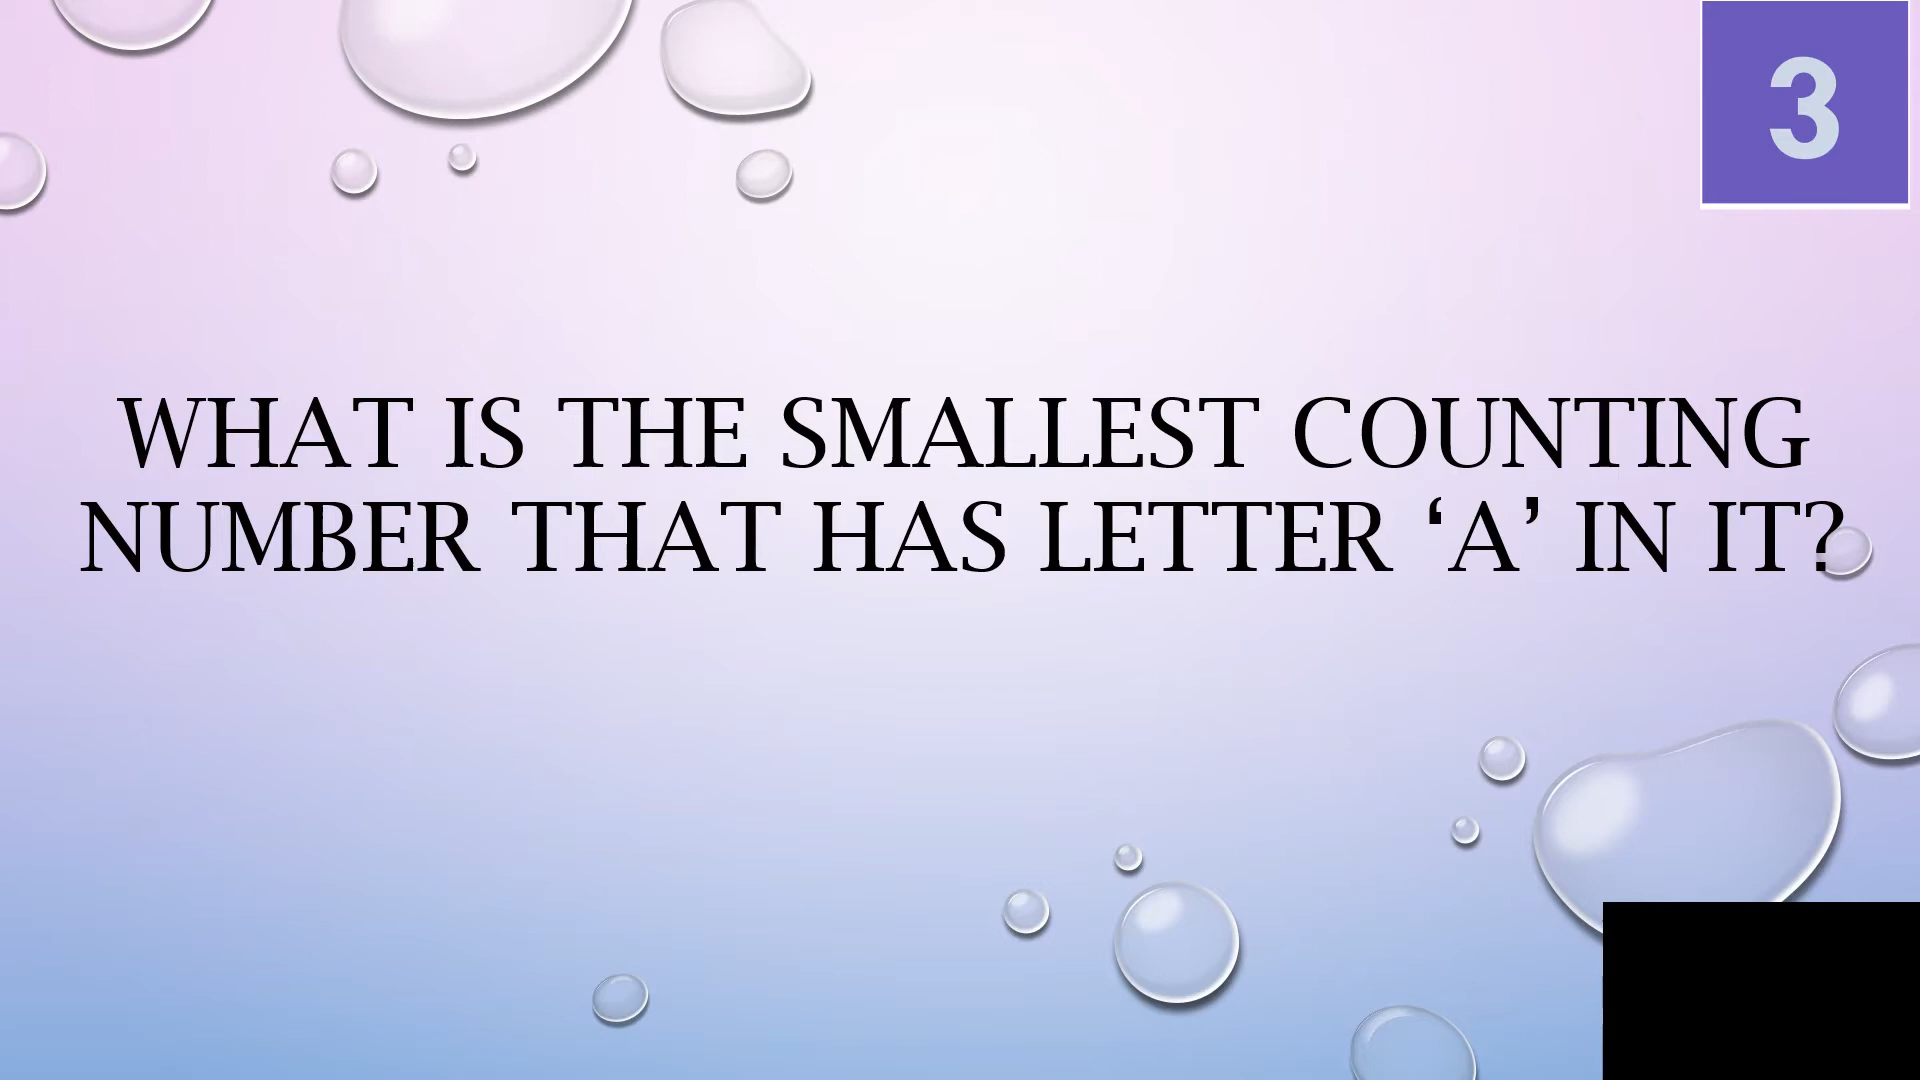 3
WHAT IS THE SMALLEST COUNTING
NUMBER THAT HAS LETTER ‘A’ IN IT?